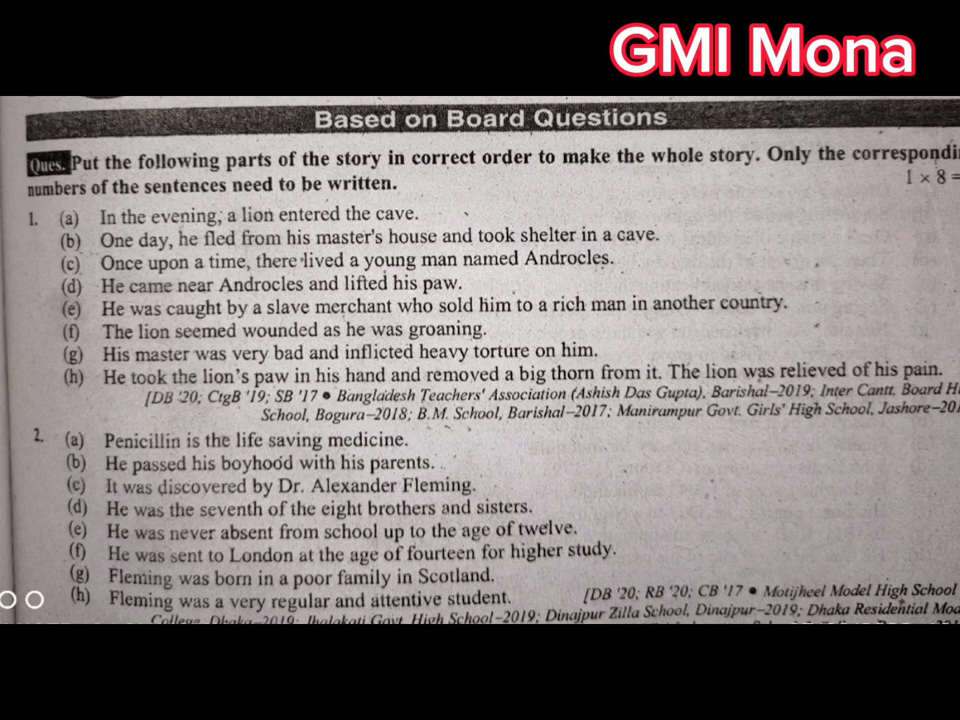 GMI Mona
Based on Board Questions
Ques. Put the following parts of the story in correct order to make the whole story. Only the
numbers of the sentences need to be written. 1 × 8 =
1. (a) In the evening, a lion entered the cave.
(b) One day, he fled from his master's house and took shelter in a cave.
(c) Once upon a time, there lived a young man named Androcles.
(d) He came near Androcles and lifted his paw.
(e) He was caught by a slave merchant who sold him to a rich man in another country.
(f) The lion seemed wounded as he was groaning.
(g) His master was very bad and inflicted heavy torture on him.
(h) He took the lion's paw in his hand and removed a big thorn from it. The lion was relieved of his pain.
[DB '20; CtgB '19; SB '17 • Bangladesh Teachers' Association (Ashish Das Gupta), Barishal–2019; Inter Cantt. Board
School, Bogura–2018; B.M. School, Barishal–2017; Manirampur Govt. Girls' High School, Jashore
2. (a) Penicillin is the life saving medicine.
(b) He passed his boyhood with his parents.
(c) It was discovered by Dr. Alexander Fleming.
(d) He was the seventh of the eight brothers and sisters.
(e) He was never absent from school up to the age of twelve.
(f) He was sent to London at the age of fourteen for higher study.
(g) Fleming was born in a poor family in Scotland.
(h) Fleming was a very regular and attentive student. [DB '20; RB '20; CB '17 • Motijheel Model High School
College, Dhaka–2019; Jhalakati Govt. High School–2019; Dinajpur Zilla School, Dinajpur–2019; Dhaka Residential